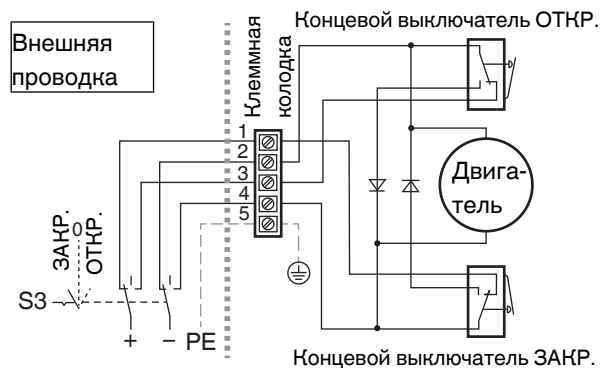 Концевой выключатель ОТКР.
Внешняя
проводка
Клеммная
колодка
1
2
3
4
5
Двига-
тель
ЗАКР.
0
ОТКР.
S3
+
–
PE
Концевой выключатель ЗАКР.